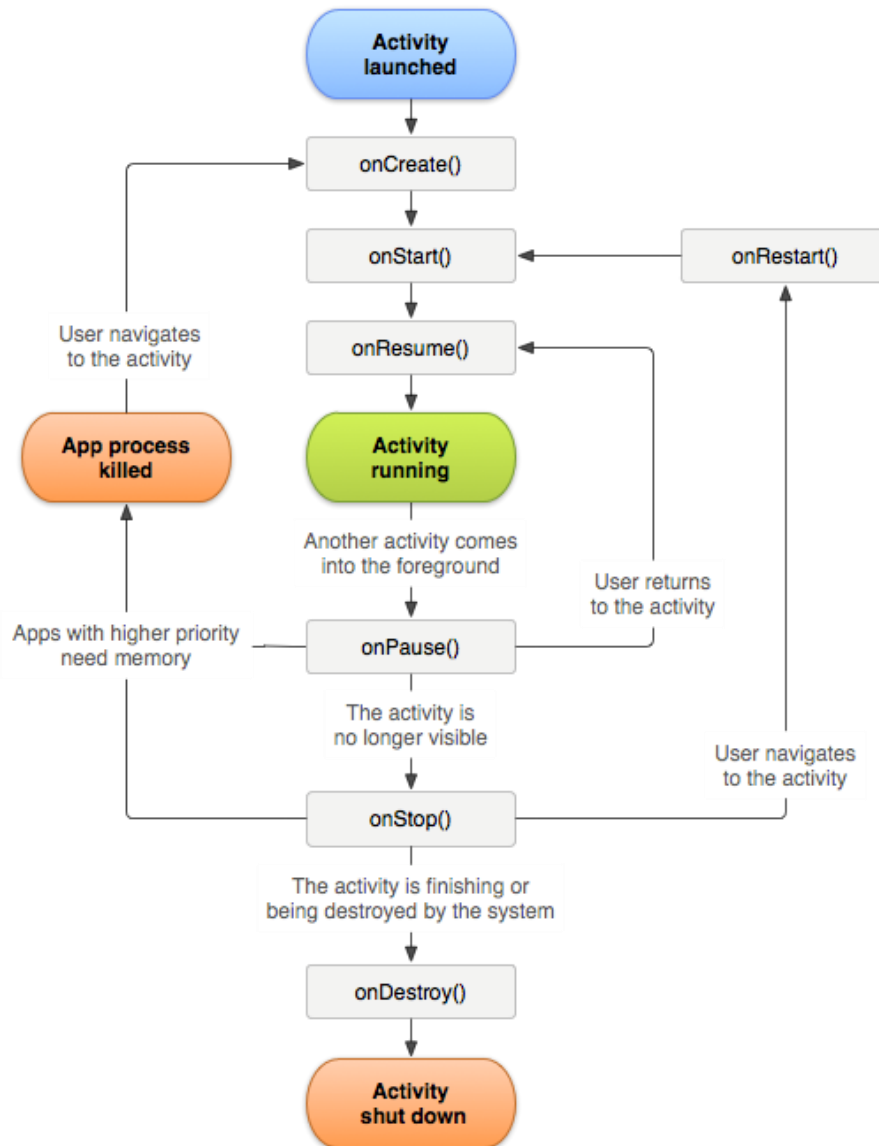 Activity
launched
onCreate()
onStart()
onRestart()
onResume()
User navigates
to the activity
App process
killed
Activity
running
Another activity comes
into the foreground
User returns
to the activity
Apps with higher priority
need memory
onPause()
The activity is
no longer visible
User navigates
to the activity
onStop()
The activity is finishing or
being destroyed by the system
onDestroy()
Activity
shut down